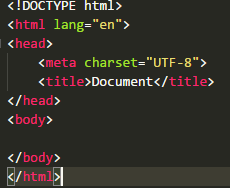 <!DOCTYPE html>
<html lang="en">
<head>
    <meta charset="UTF-8">
    <title>Document</title>
</head>
<body>

</body>
</html>